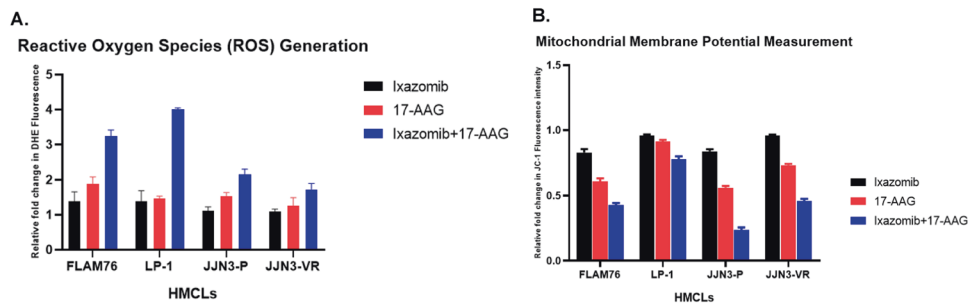 A.
Reactive Oxygen Species (ROS) Generation
Relative fold change in DHE Fluorescence
5
4
3
2
1
0
FLAM76 LP-1 JJN3-P JJN3-VR
HMCLs
Ixazomib
17-AAG
Ixazomib+17-AAG
B.
Mitochondrial Membrane Potential Measurement
Relative fold change in JC-1 Fluorescence intensity
1.5
1.0
0.5
0.0
FLAM76 LP-1 JJN3-P JJN3-VR
HMCLs
Ixazomib
17-AAG
Ixazomib+17-AAG